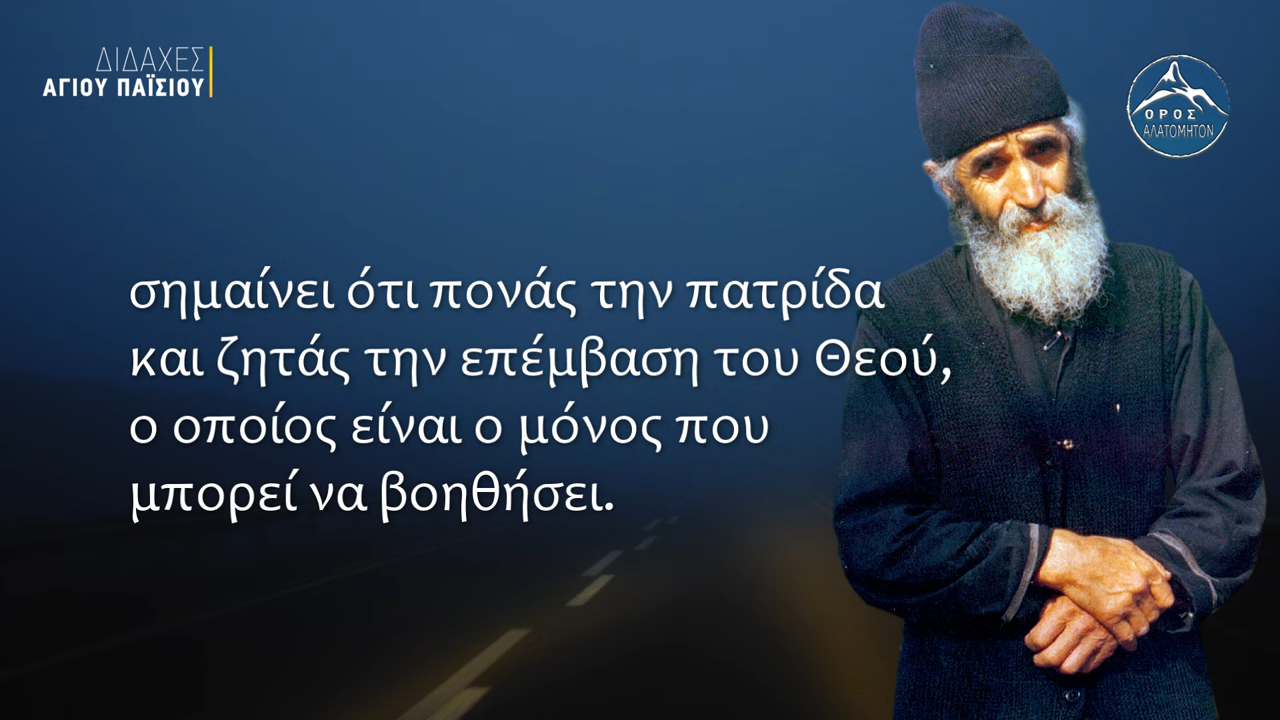 ΔΙΔΑΧΕΣ
ΑΓΙΟΥ ΠΑΪΣΙΟΥ
ΟΡΟΣ
ΑΛΑΤΟΜΗΤΟΝ
σημαίνει ότι πονάς την πατρίδα
και ζητάς την επέμβαση του Θεού,
ο οποίος είναι ο μόνος που
μπορεί να βοηθήσει.